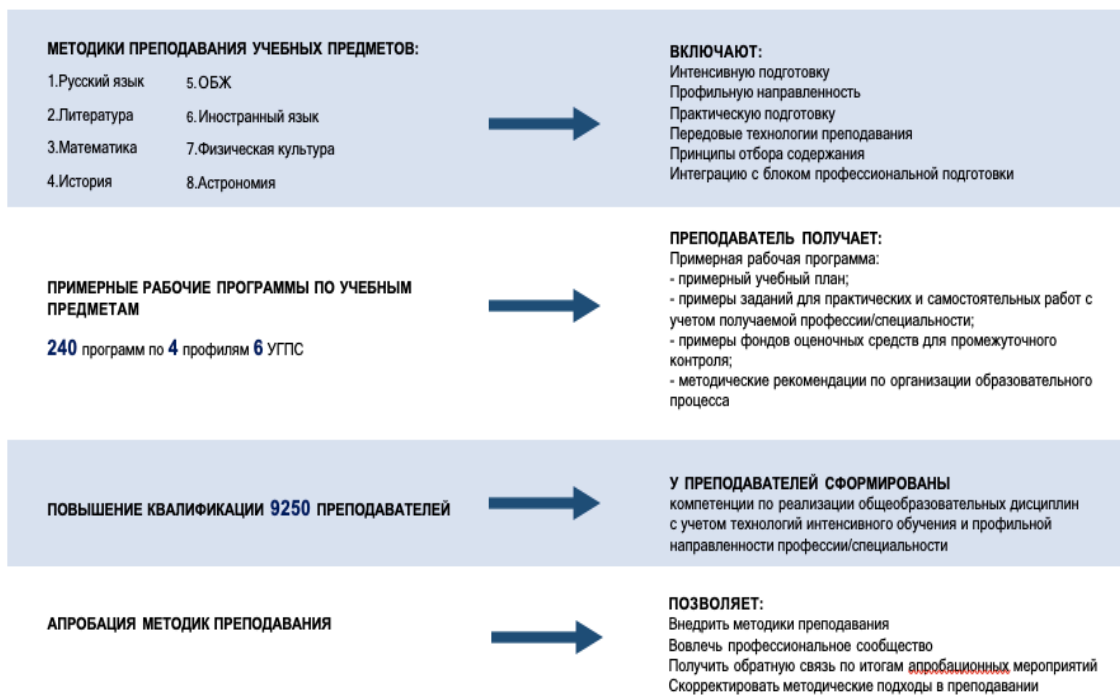 МЕТОДИКИ ПРЕПОДАВАНИЯ УЧЕБНЫХ ПРЕДМЕТОВ:
1.Русский язык 5.ОБЖ
2.Литература 6.Иностранный язык
3.Математика 7.Физическая культура
4.История 8.Астрономия
ВКЛЮЧАЮТ:
Интенсивную подготовку
Профильную направленность
Практическую подготовку
Передовые технологии преподавания
Принципы отбора содержания
Интеграцию с блоком профессиональной подготовки
ПРИМЕРНЫЕ РАБОЧИЕ ПРОГРАММЫ ПО УЧЕБНЫМ
ПРЕДМЕТАМ
240 программ по 4 профилям 6 УГПС
ПРЕПОДАВАТЕЛЬ ПОЛУЧАЕТ:
Примерная рабочая программа:
- примерный учебный план;
- примеры заданий для практических и самостоятельных работ с
учетом получаемой профессии/специальности;
- примеры фондов оценочных средств для промежуточного
контроля;
- методические рекомендации по организации образовательного
процесса
ПОВЫШЕНИЕ КВАЛИФИКАЦИИ 9250 ПРЕПОДАВАТЕЛЕЙ
У ПРЕПОДАВАТЕЛЕЙ СФОРМИРОВАНЫ
компетенции по реализации общеобразовательных дисциплин
с учетом технологий интенсивного обучения и профильной
направленности профессии/специальности
АПРОБАЦИЯ МЕТОДИК ПРЕПОДАВАНИЯ
ПОЗВОЛЯЕТ:
Внедрить методики преподавания
Вовлечь профессиональное сообщество
Получить обратную связь по итогам апробационных мероприятий
Скорректировать методические подходы в преподавании